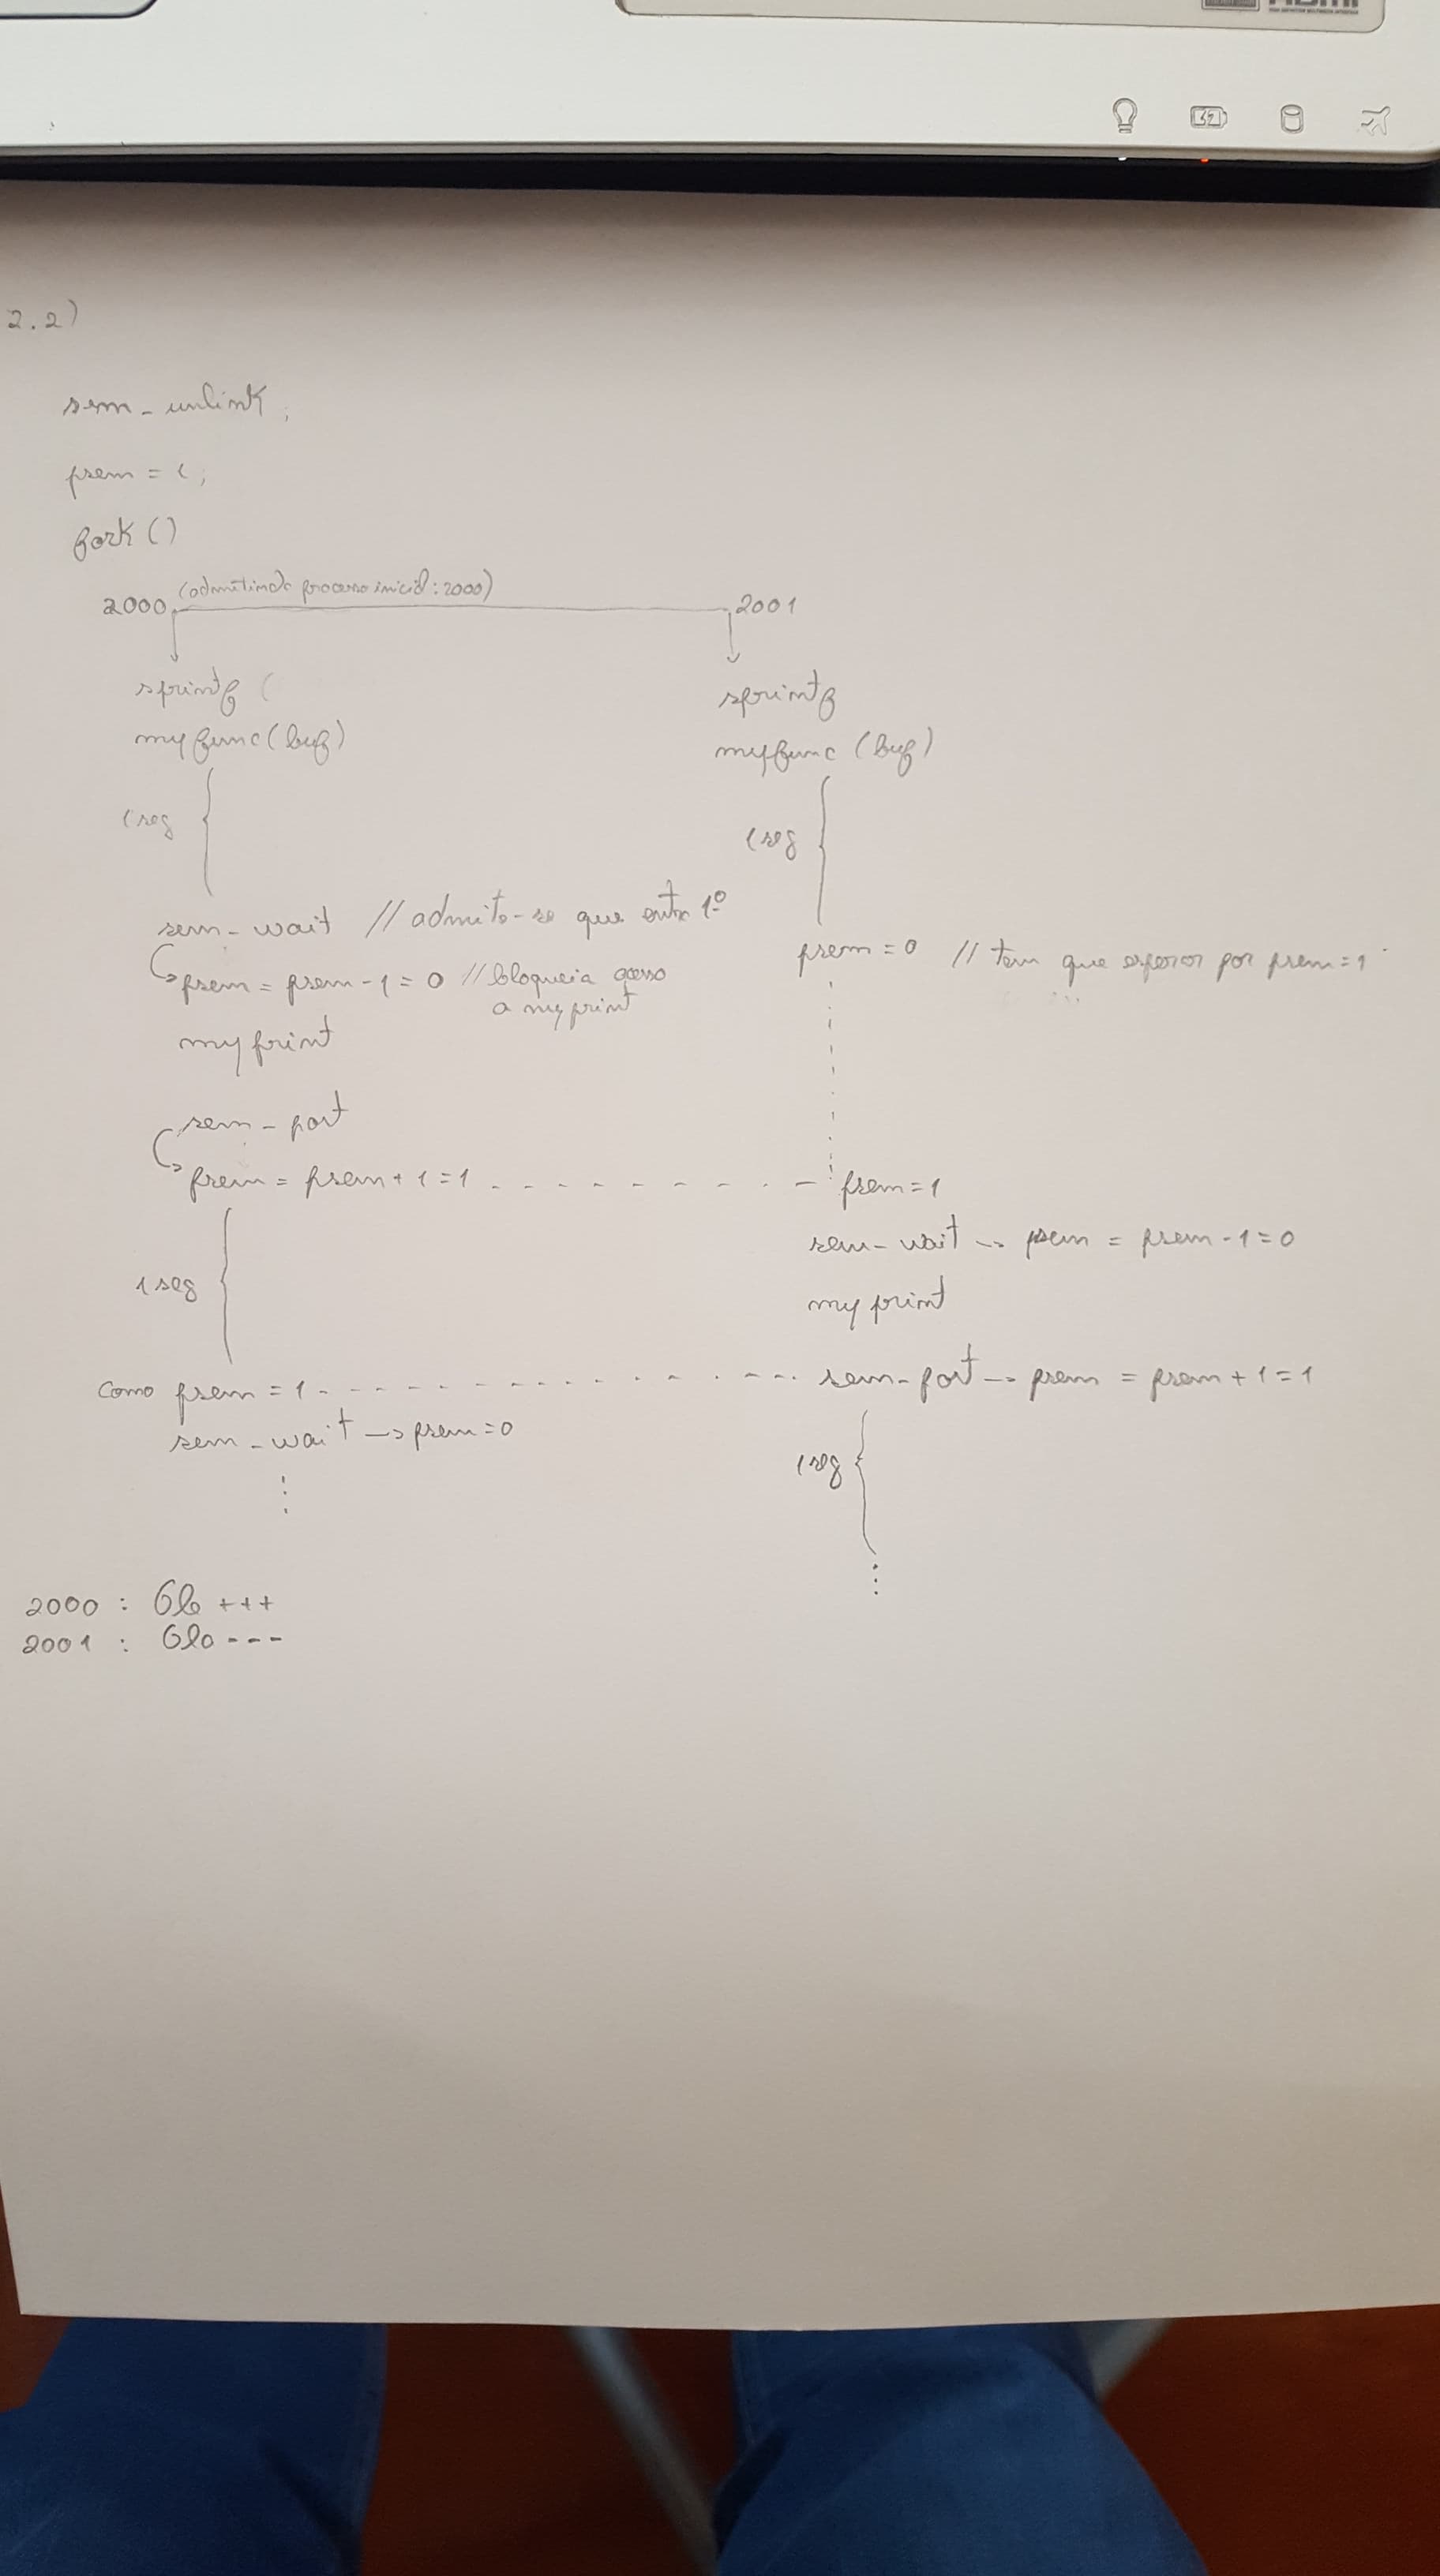 HDMI
2.2)
sem_unlink;
psem = 1;
fork()
2000 (admitindo processo inicial: 2000) 2001
sprintf (
myfunc(buf)
1 seg
sprintf
myfunc (buf)
1 seg
sem_wait // admite-se que entra 1º
psem = psem - 1 = 0 // bloqueia acesso
a myprint
myprint
sem_post
psem = psem + 1 = 1
1 seg
como psem = 1
sem_wait -> psem = 0
psem = 0 // tem que esperar por psem = 1
psem = 1
sem_wait -> psem = psem - 1 = 0
myprint
sem_post -> psem = psem + 1 = 1
1 seg
2000 : Olo +++
2001 : Olo ---